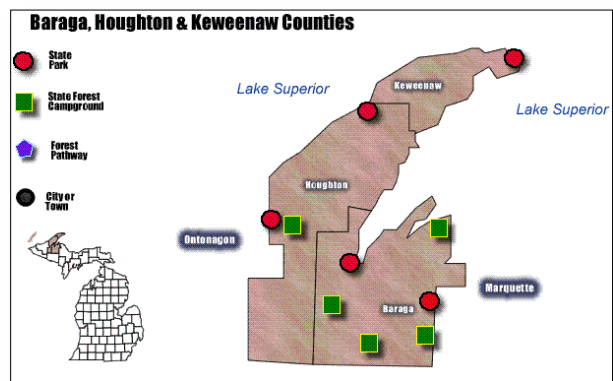 Baraga, Houghton & Keweenaw Counties
State
Park
State Forest
Campground
Forest
Pathway
City or
Town
Lake Superior
Keweenaw
Lake Superior
Houghton
Ontonagon
Marquette
Baraga